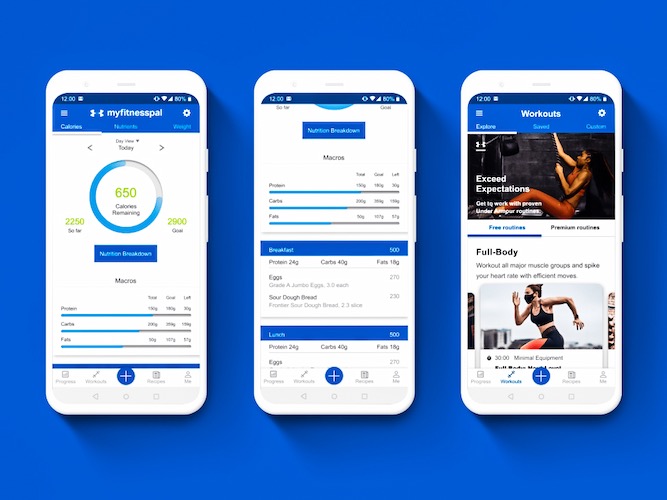 12.00 80%
myfitnesspal
Calories Nutrients Weight
Day View
Today
650
Calories
Remaining
2250 2900
So far Goal
Nutrition Breakdown
Macros
Total Goal Left
Protein 150g 180g 30g
Carbs 200g 359g 159g
Fats 50g 107g 57g
Progress Workouts Recipes Me
12.00 80%
So far Goal
Nutrition Breakdown
Macros
Total Goal Left
Protein 150g 180g 30g
Carbs 200g 359g 159g
Fats 50g 107g 57g
Breakfast 500
Protein 24g Carbs 40g Fats 18g
Eggs 270
Grade A Jumbo Eggs, 3.0 each
Sour Dough Bread 230
Frontier Sour Dough Bread. 2.3 slice
Lunch 500
Protein 24g Carbs 40g Fats 18g
Eggs 270
Progress Workouts Recipes Me
12.00 80%
Workouts
Explore Saved Custom
Exceed
Expectations
Get to work with proven
Under Armour routines.
Free routines Premium routines
Full-Body
Workout all major muscle groups and spike
your heart rate with efficient moves.
30:00 Minimal Equipment
Progress Workouts Recipes Me